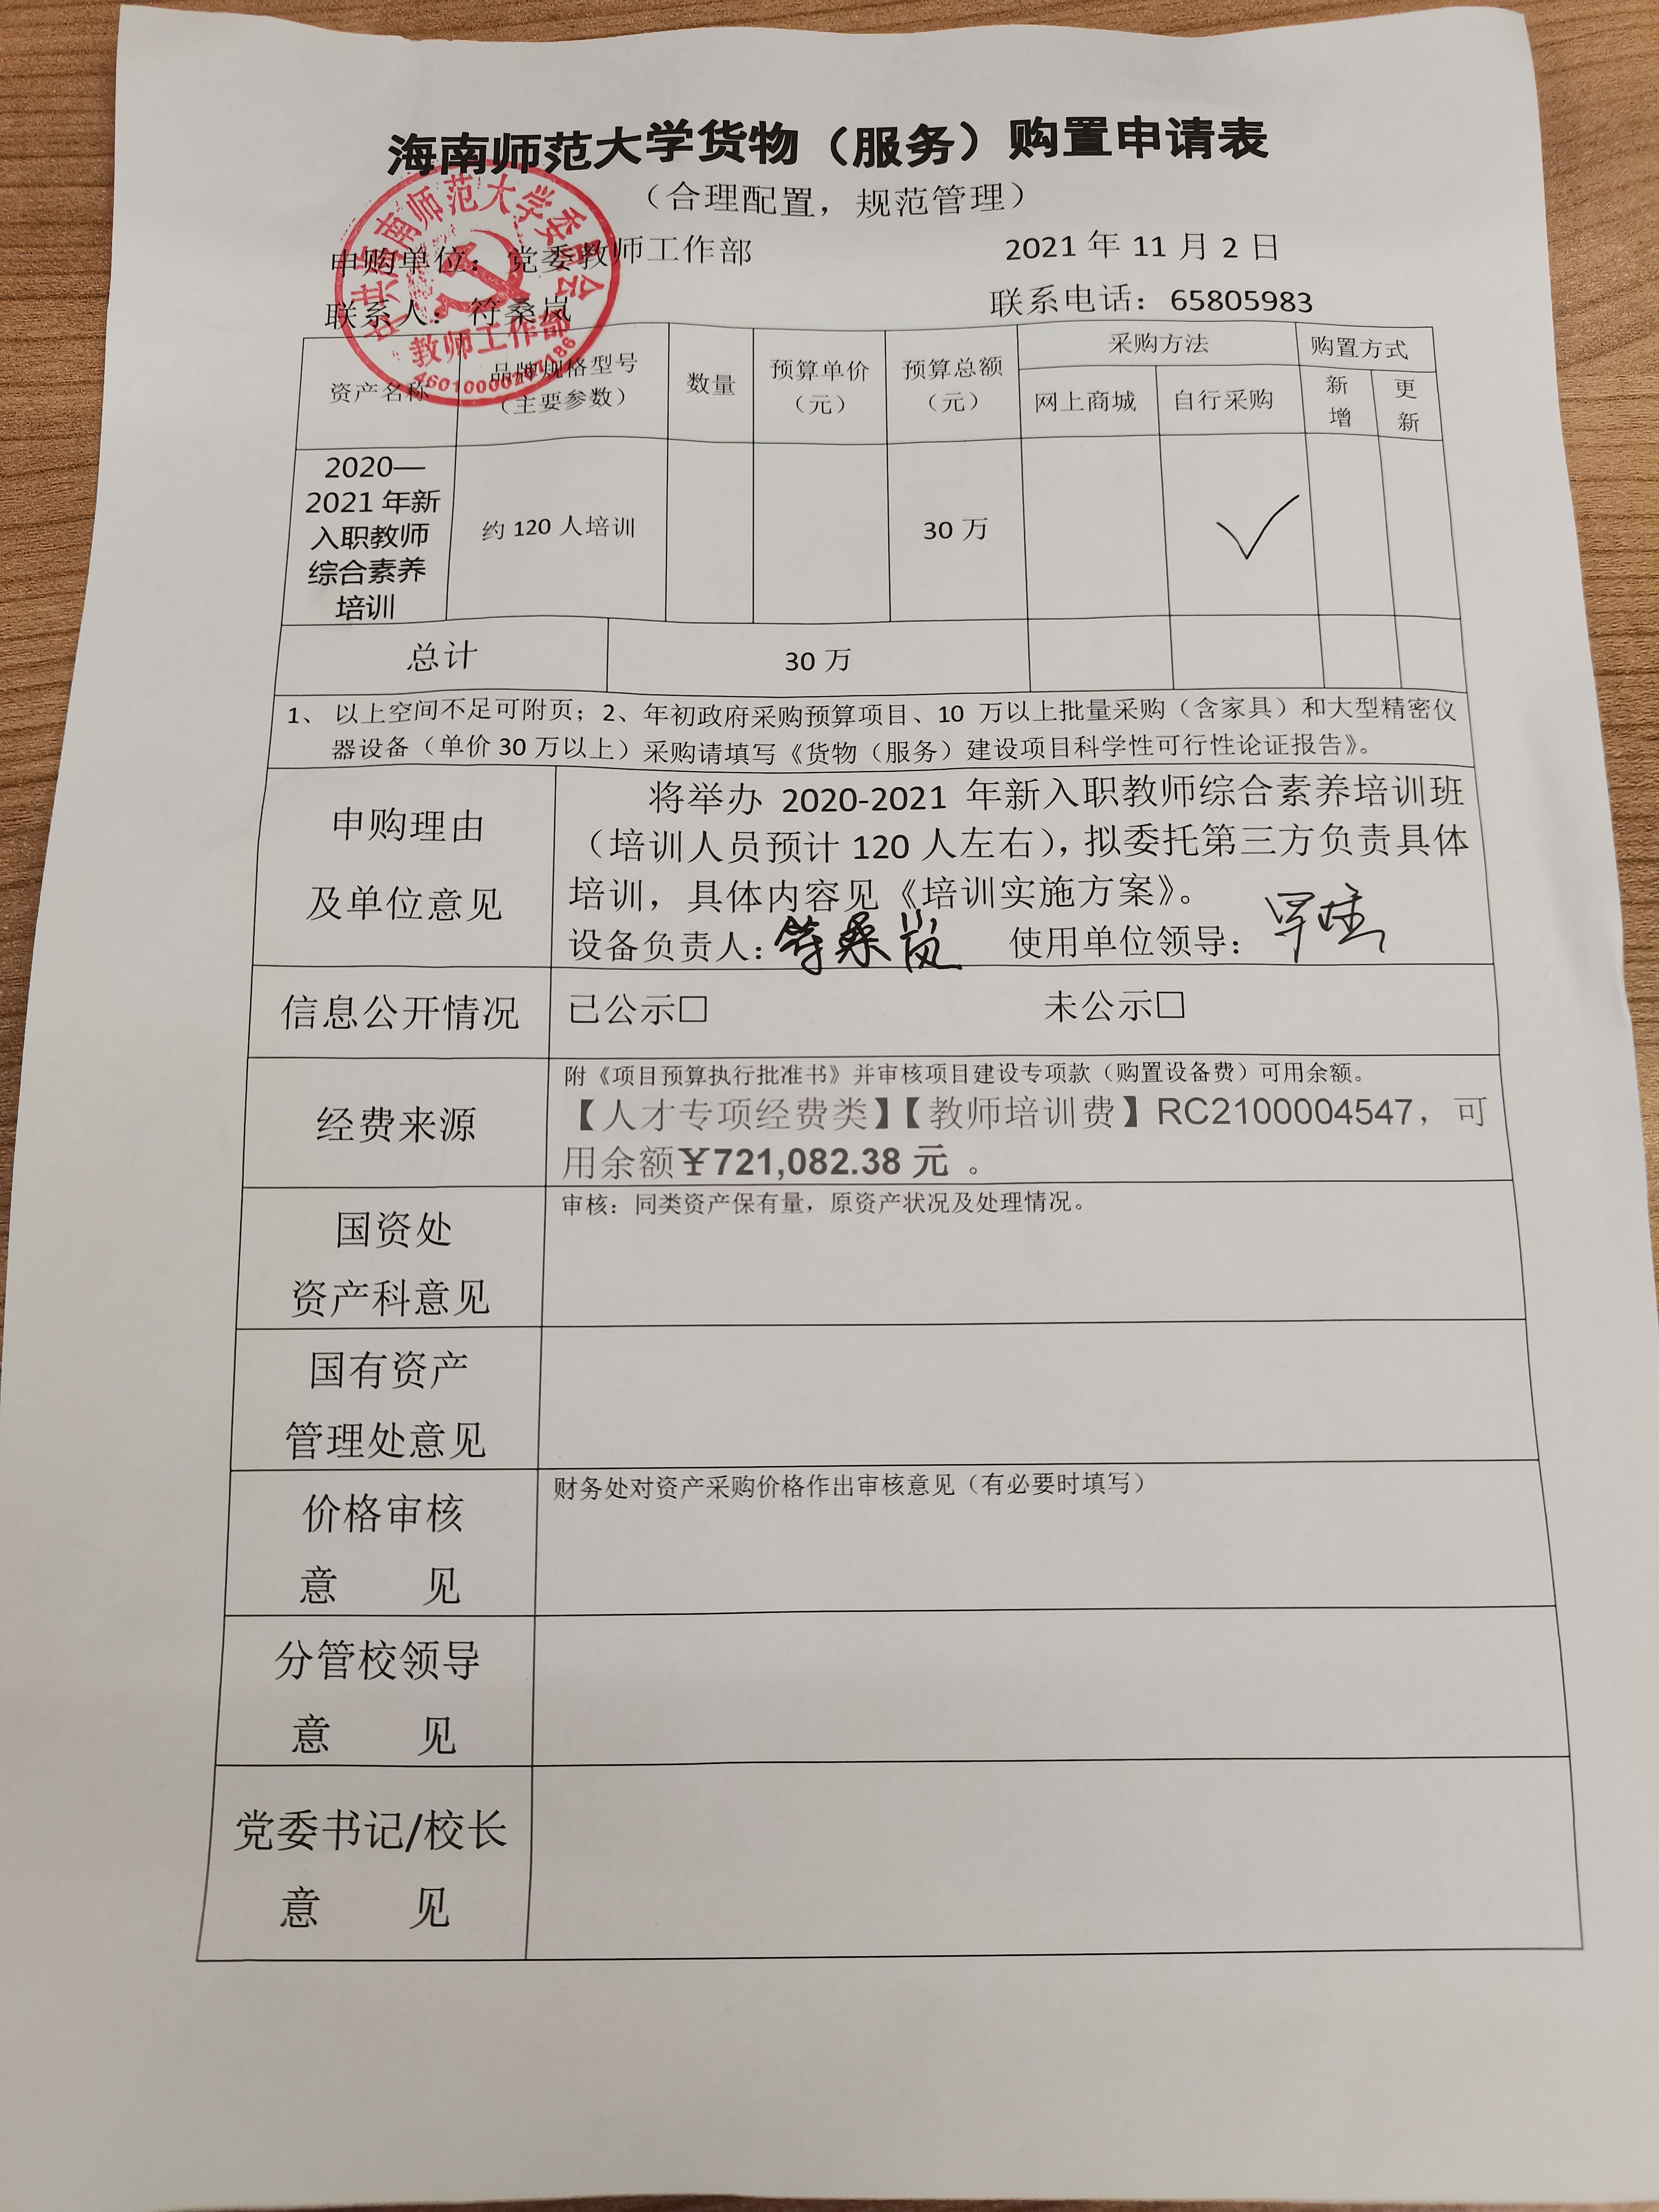 海南师范大学货物（服务）购置申请表
（合理配置，规范管理）
中共海南师范大学委员会
教师工作部
申购单位：党委教师工作部 2021 年 11 月 2 日
联系人：符桑岚 联系电话：65805983
资产名称 品牌规格型号（主要参数） 数量 预算单价（元） 预算总额（元） 采购方法 购置方式
网上商城 自行采购 新增 更新
2020—
2021 年新
入职教师
综合素养
培训
约 120 人培训 30 万 ✓
总计 30 万
1、 以上空间不足可附页；2、年初政府采购预算项目、10 万以上批量采购（含家具）和大型精密仪
器设备（单价 30 万以上）采购请填写《货物（服务）建设项目科学性可行性论证报告》。
申购理由
及单位意见
将举办 2020-2021 年新入职教师综合素养培训班
（培训人员预计 120 人左右），拟委托第三方负责具体
培训，具体内容见《培训实施方案》。
设备负责人：符桑岚 使用单位领导：
信息公开情况 已公示□ 未公示□
经费来源
附《项目预算执行批准书》并审核项目建设专项款（购置设备费）可用余额。
【人才专项经费类】【教师培训费】RC2100004547，可
用余额￥721,082.38 元 。
国资处
资产科意见
审核：同类资产保有量，原资产状况及处理情况。
国有资产
管理处意见
价格审核
意 见
财务处对资产采购价格作出审核意见（有必要时填写）
分管校领导
意 见
党委书记/校长
意 见